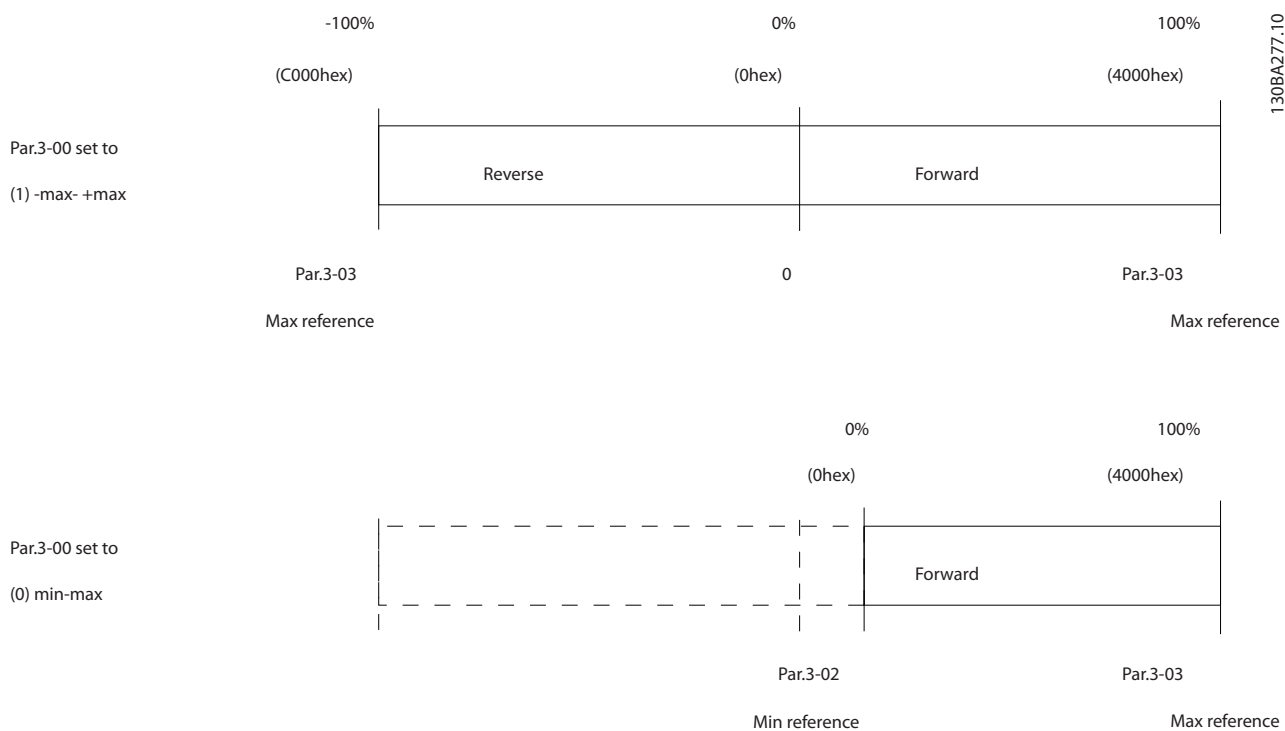 -100% 0% 100%
(C000hex) (0hex) (4000hex)
130BA277.10
Par.3-00 set to
(1) -max- +max
Reverse Forward
Par.3-03 0 Par.3-03
Max reference Max reference
0% 100%
(0hex) (4000hex)
Par.3-00 set to
(0) min-max
Forward
Par.3-02 Par.3-03
Min reference Max reference